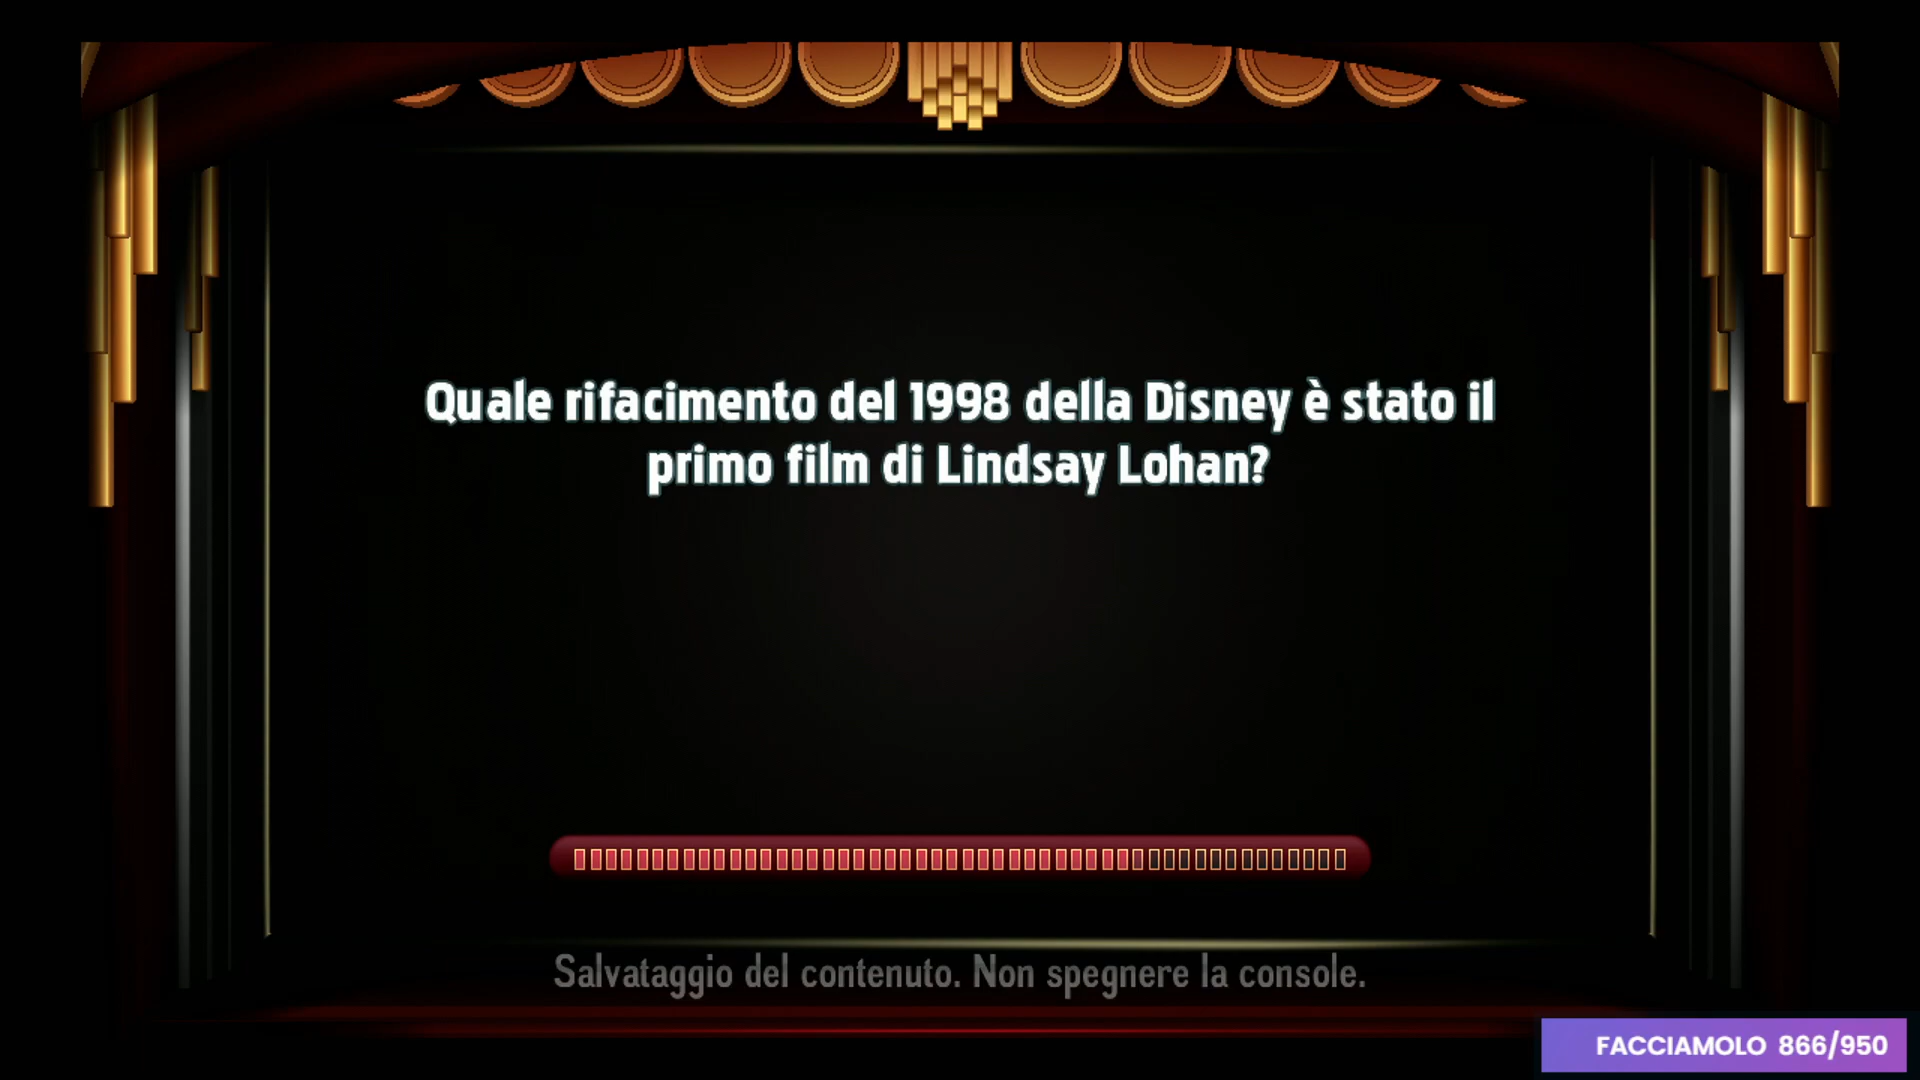 Quale rifacimento del 1998 della Disney è stato il
primo film di Lindsay Lohan?
Salvataggio del contenuto. Non spegnere la console.
FACCIAMOLO 866/950